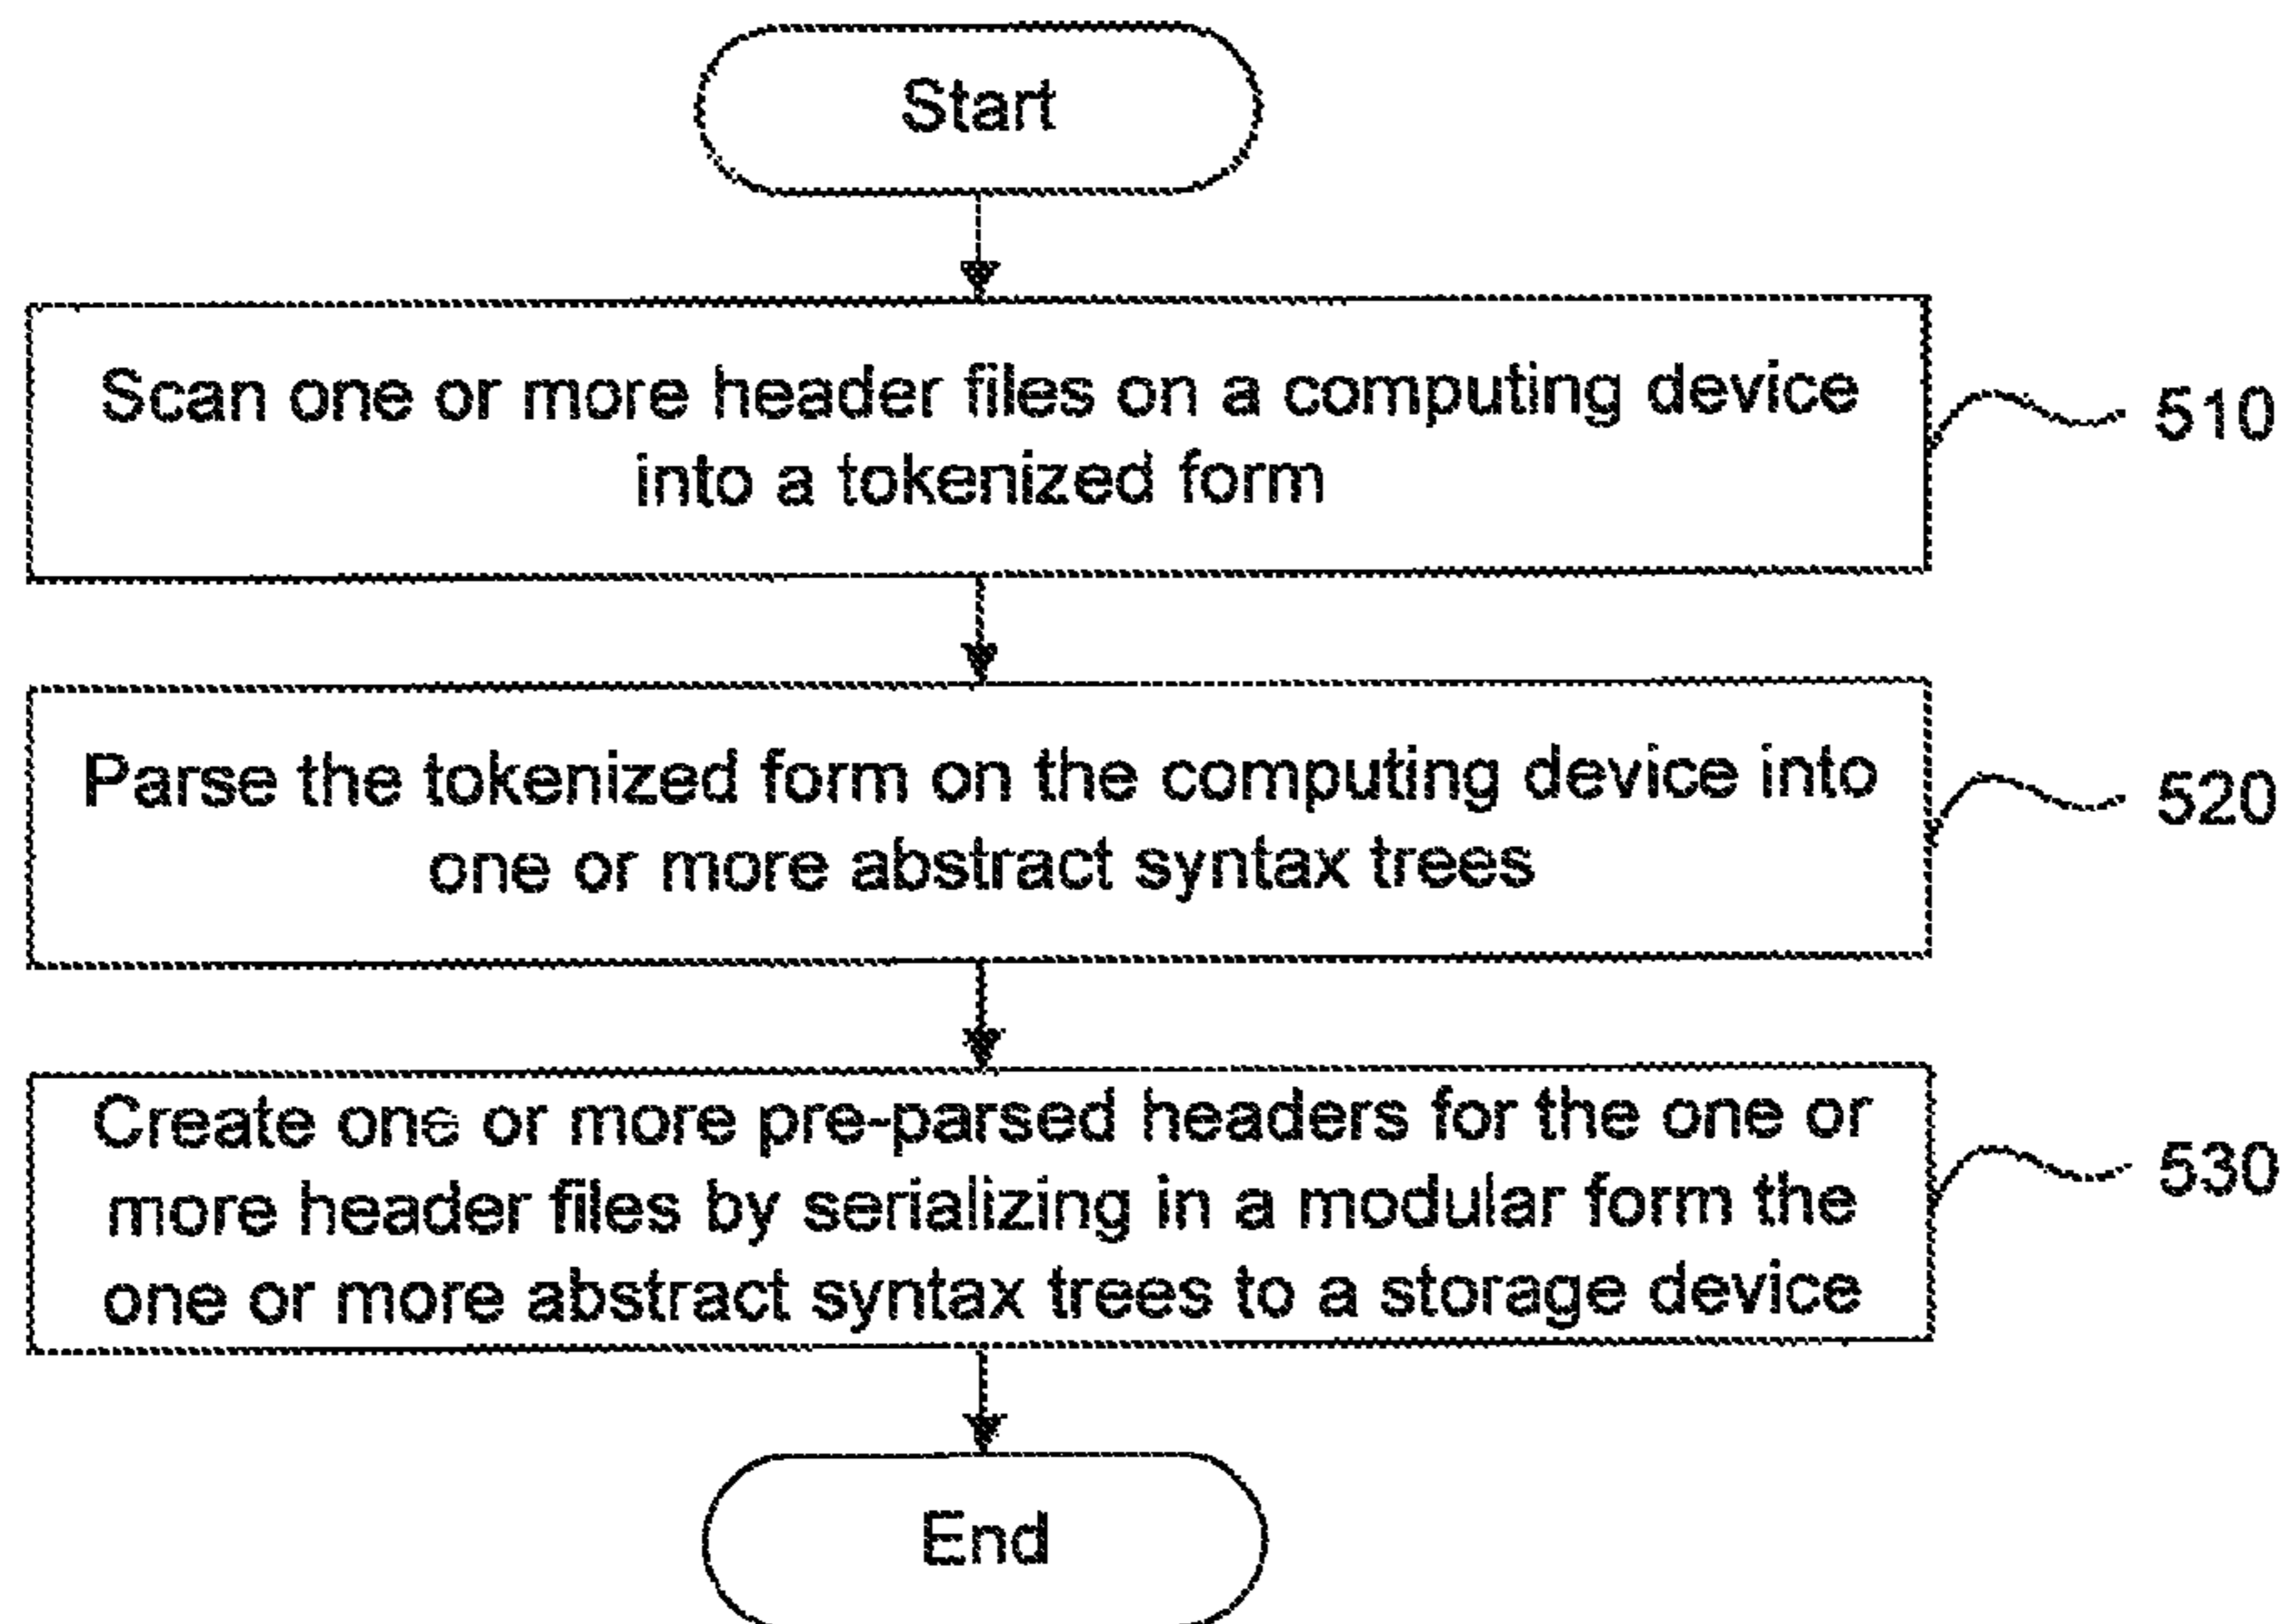 Start
Scan one or more header files on a computing device
into a tokenized form
510
Parse the tokenized form on the computing device into
one or more abstract syntax trees
520
Create one or more pre-parsed headers for the one or
more header files by serializing in a modular form the
one or more abstract syntax trees to a storage device
530
End